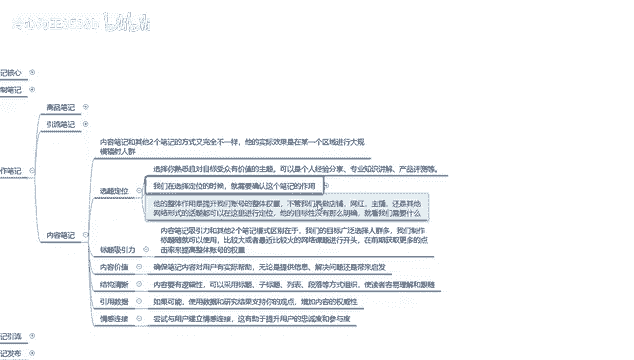 记核心
制笔记
商品笔记
引流笔记
内容笔记和其他2个笔记的方式又完全不一样，他的实际效果是在某一个区域进行大规
模辐射人群
选择你熟悉且对目标受众有价值的主题。可以是个人经验分享、专业知识讲解、产品评测等。
作笔记
选题定位
我们在选择定位的时候，就需要确认这个笔记的作用
他的整体作用是提升我们账号的整体权重，不管我们是做店铺、网红、主播、还是其他
网络形式的话题都可以在这里进行定位，他的目标性没有那么明确，就看我们需要什么
内容笔记
内容笔记吸引力和其他2个笔记模式区别在于，我们的目标广泛选择人群多，我们制作
标题随就可以使用，比较大或者最近比较火的网络话题进行开头，在前期获取更多的点
击率来提高整体账号的权重
标题吸引力
内容价值
确保笔记内容对用户有实际帮助，无论是提供信息、解决问题还是带来启发
结构清晰
内容要有逻辑性，可以采用标题、子标题、列表、段落等方式组织，使读者容易理解和跟随
引用数据
如果可能，使用数据和研究结果支持你的观点，增加内容的权威性
情感连接
尝试与用户建立情感连接，这有助于提升用户的忠诚度和参与度
记引流
记发布